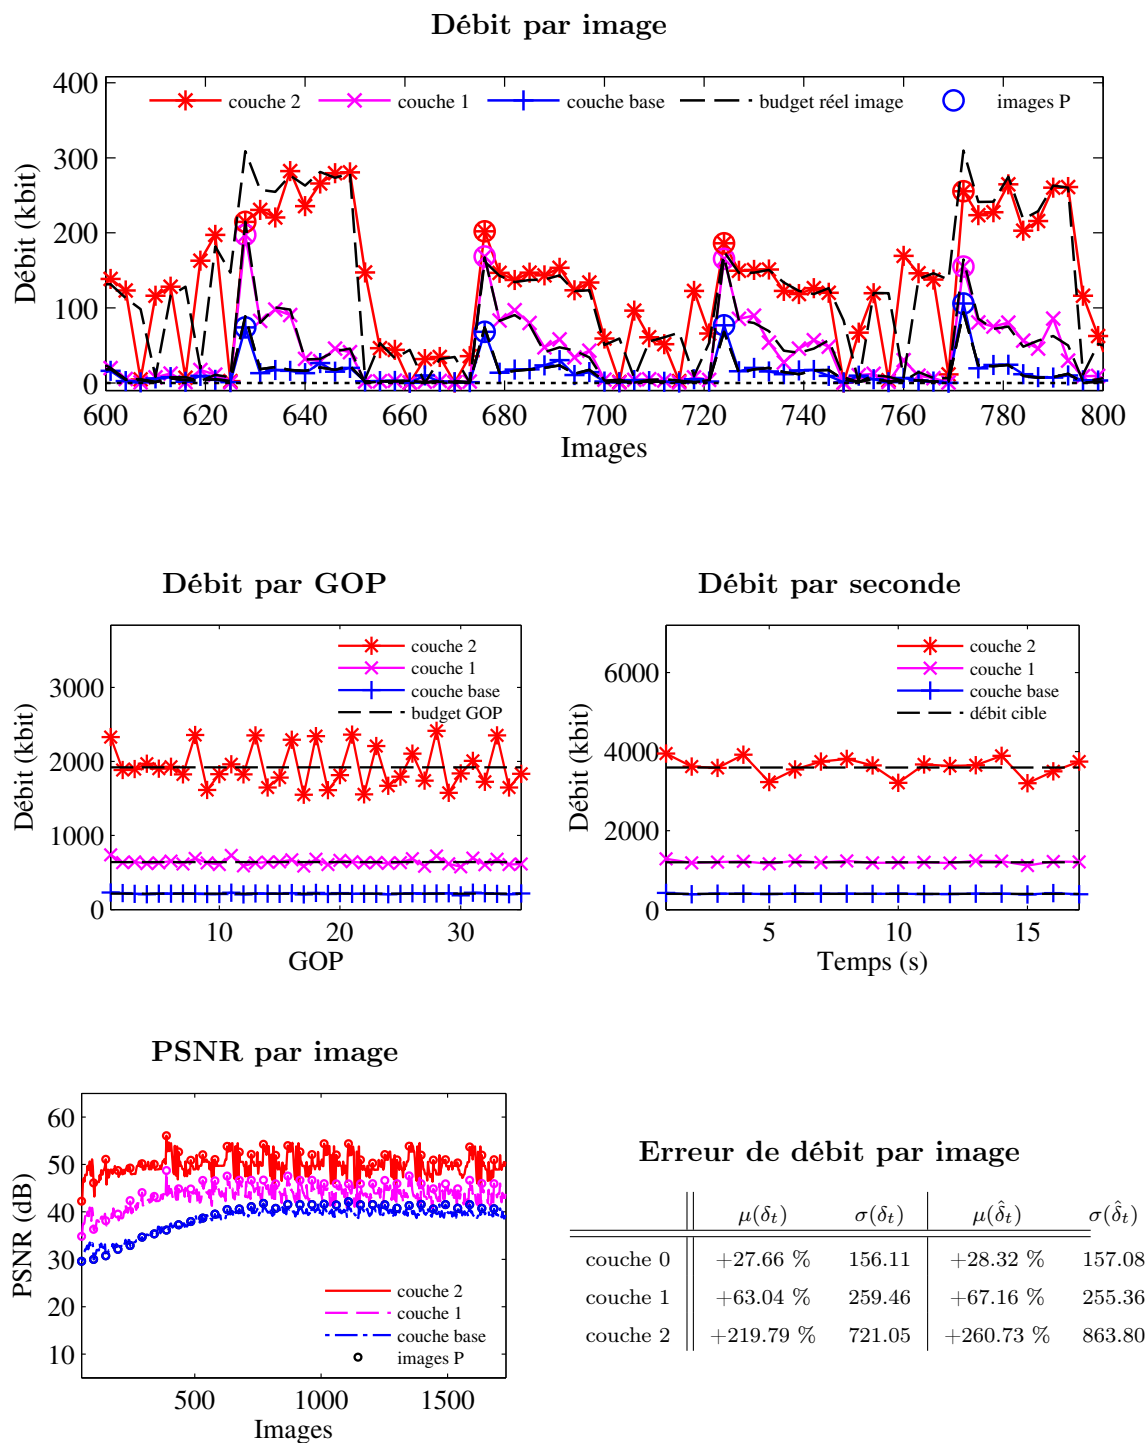 Débit par image
400
300
200
100
0
Débit (kbit)
couche 2 couche 1 couche base budget réel image images P
600 620 640 660 680 700 720 740 760 780 800
Images
Débit par GOP
3000
2000
1000
0
Débit (kbit)
couche 2
couche 1
couche base
budget GOP
10 20 30
GOP
Débit par seconde
6000
4000
2000
0
Débit (kbit)
couche 2
couche 1
couche base
débit cible
5 10 15
Temps (s)
PSNR par image
60
50
40
30
20
10
PSNR (dB)
couche 2
couche 1
couche base
images P
500 1000 1500
Images
Erreur de débit par image
μ(δ_t) σ(δ_t) μ(δ̂_t) σ(δ̂_t)
couche 0 +27.66 % 156.11 +28.32 % 157.08
couche 1 +63.04 % 259.46 +67.16 % 255.36
couche 2 +219.79 % 721.05 +260.73 % 863.80